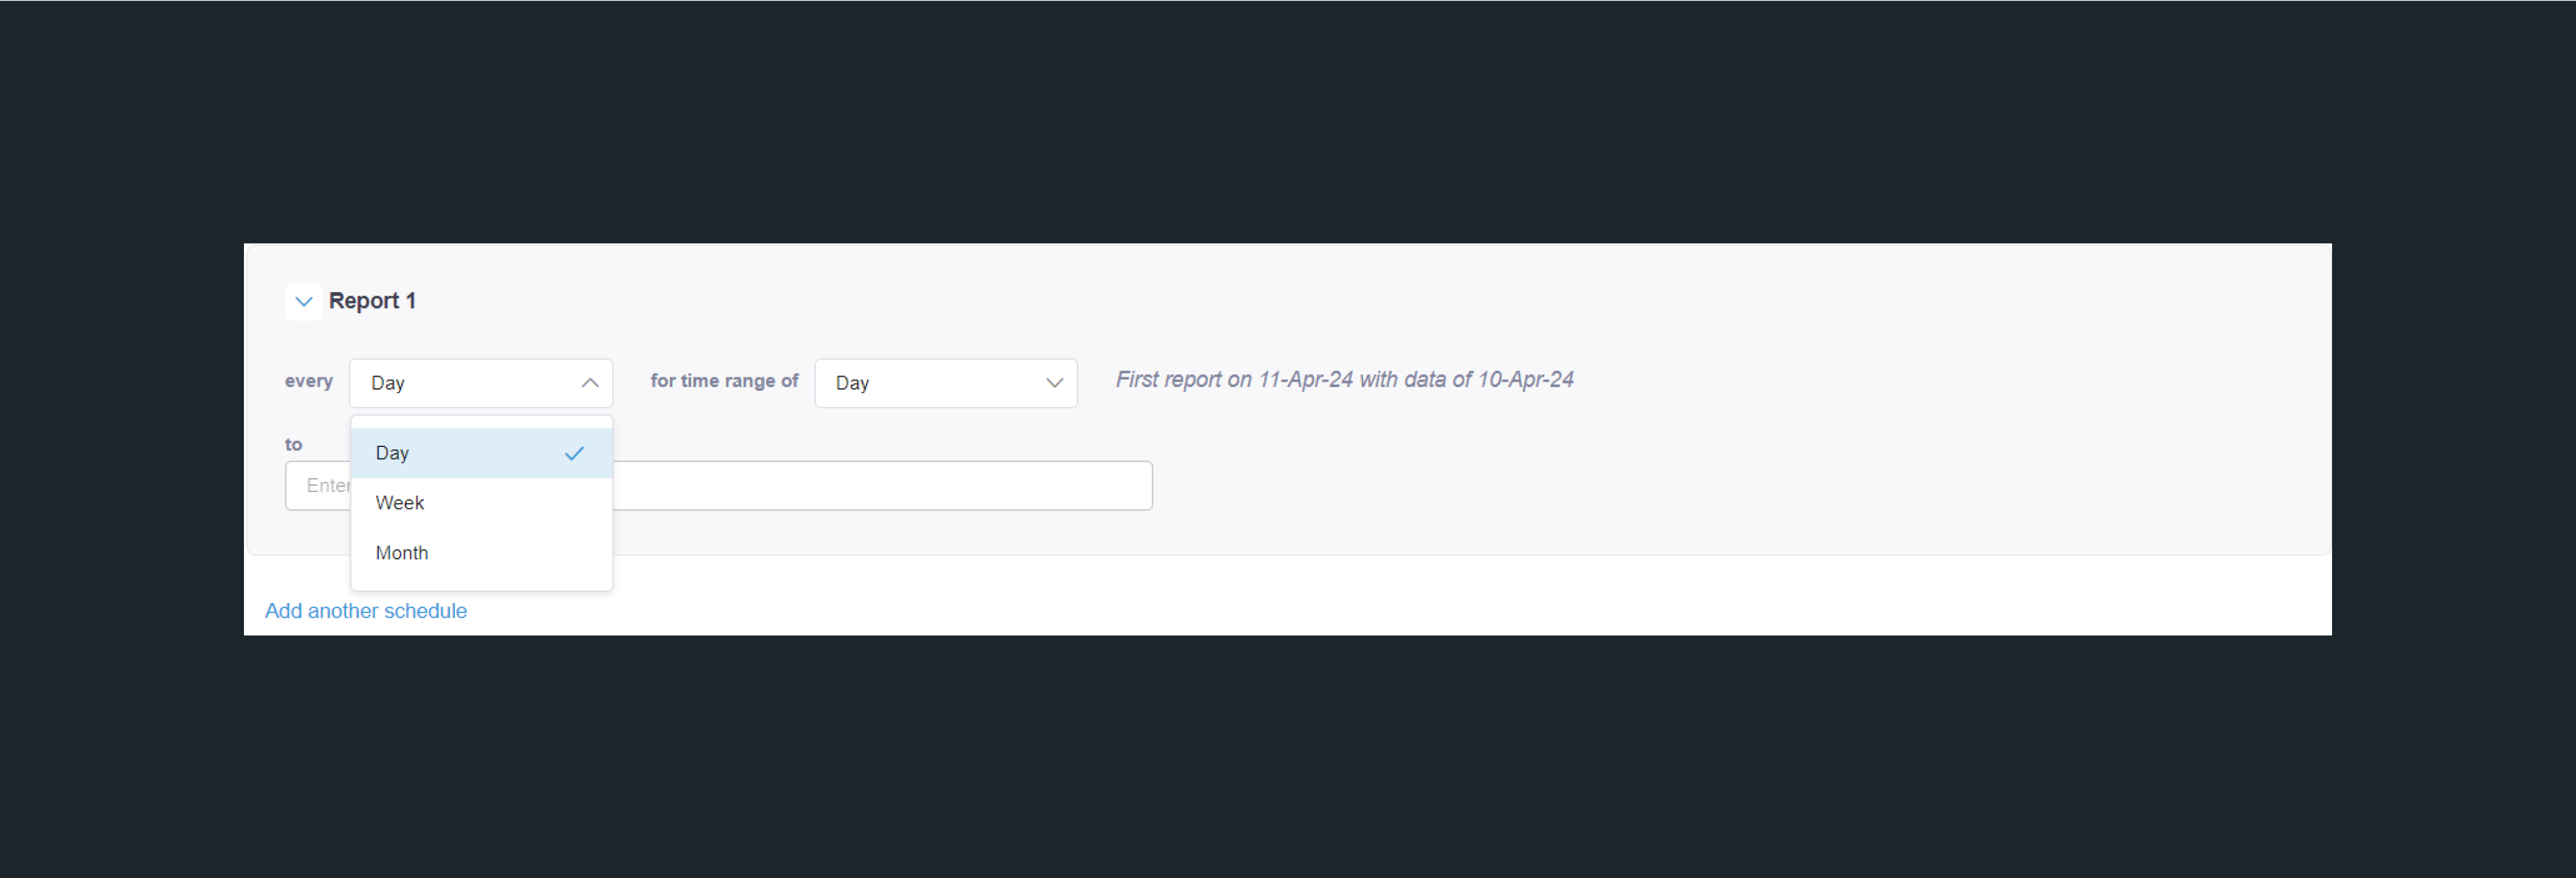 Report 1
every Day for time range of Day First report on 11-Apr-24 with data of 10-Apr-24
to
Enter
Day
Week
Month
Add another schedule